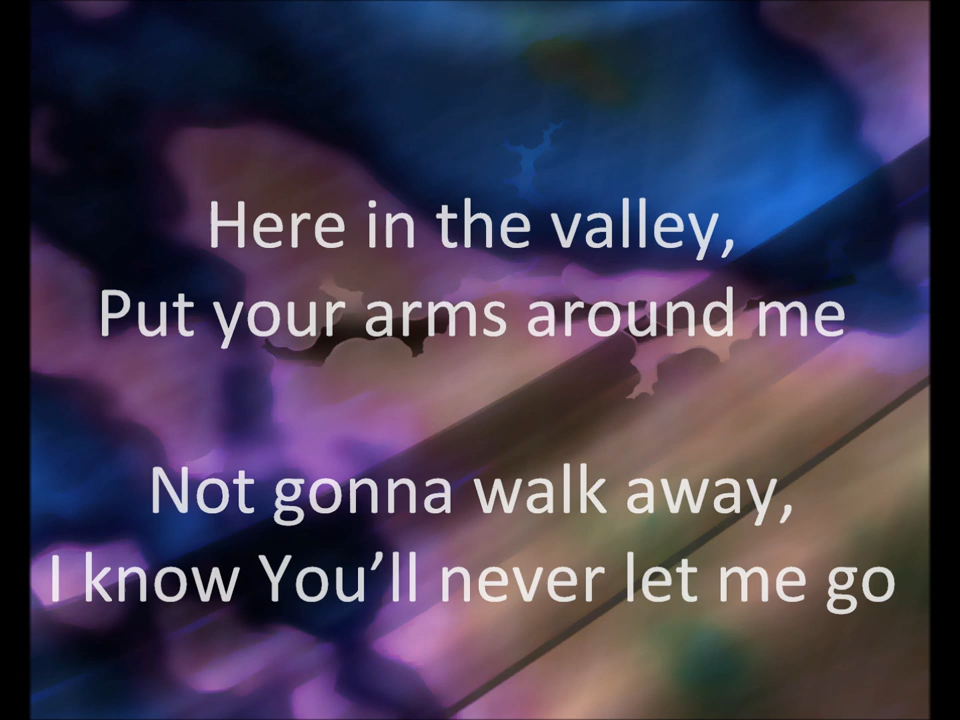 Here in the valley,
Put your arms around me
Not gonna walk away,
I know You’ll never let me go